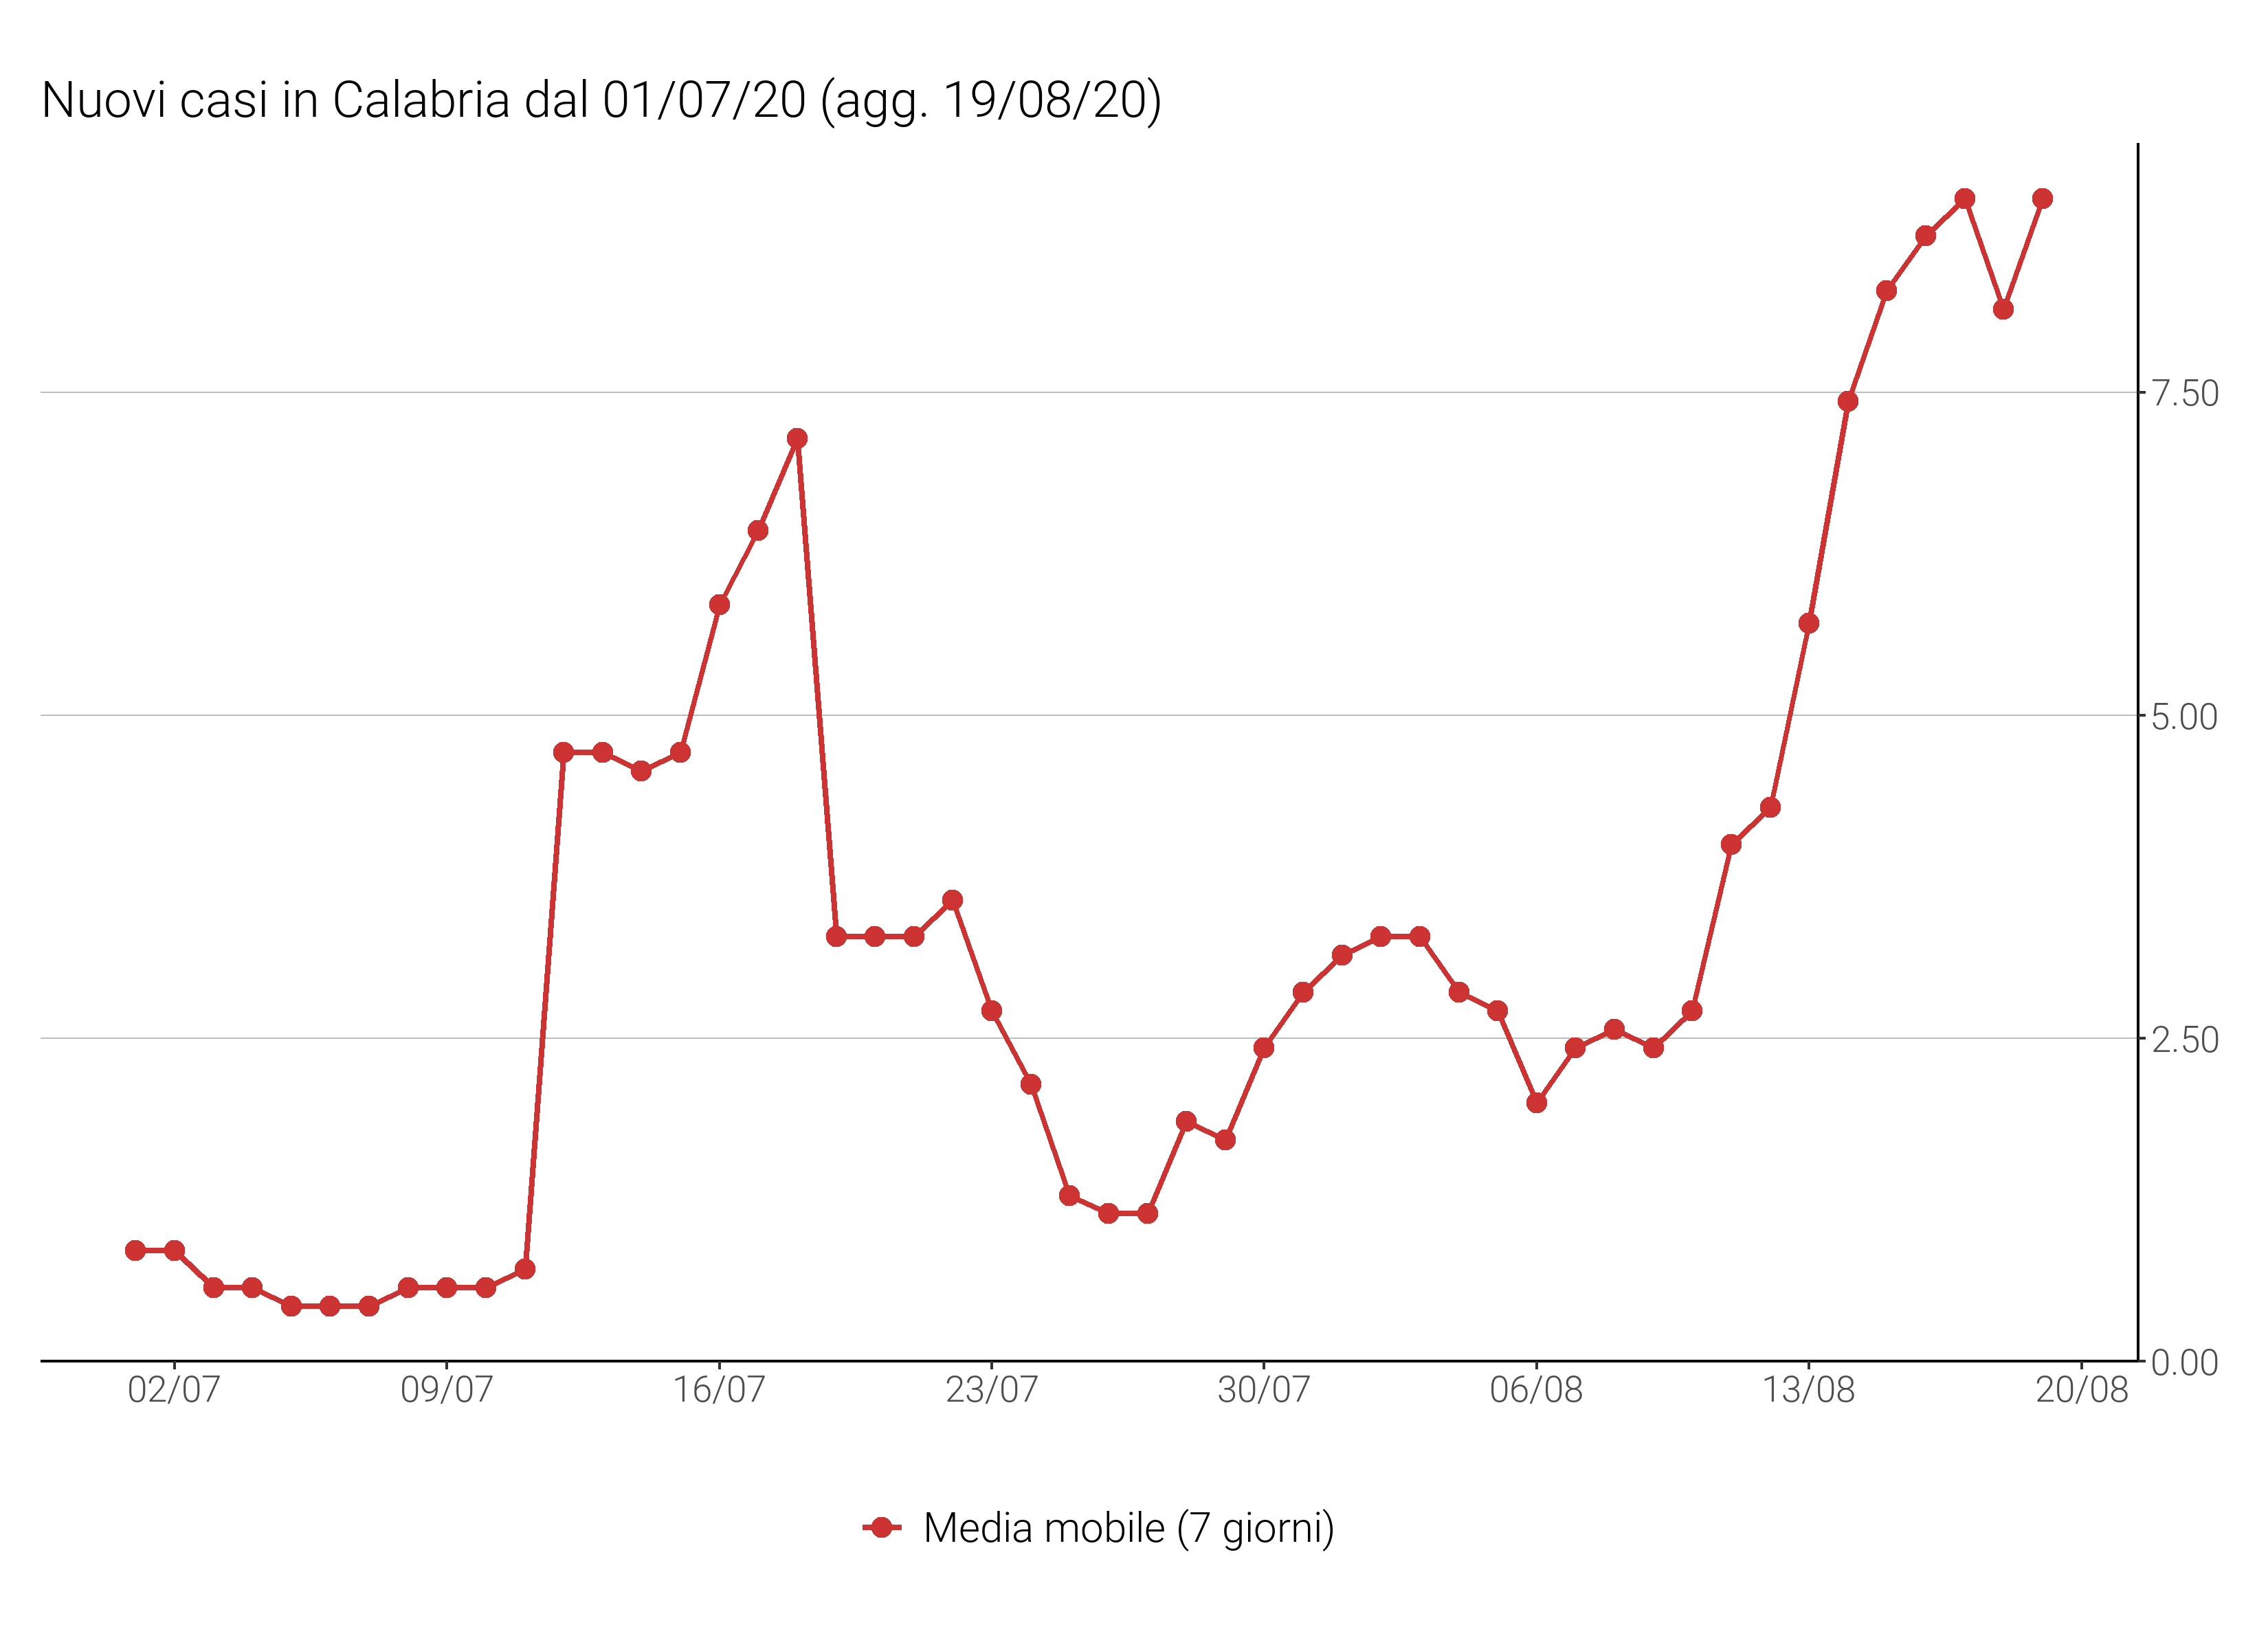 Nuovi casi in Calabria dal 01/07/20 (agg. 19/08/20)
7.50
5.00
2.50
0.00
02/07 09/07 16/07 23/07 30/07 06/08 13/08 20/08
Media mobile (7 giorni)